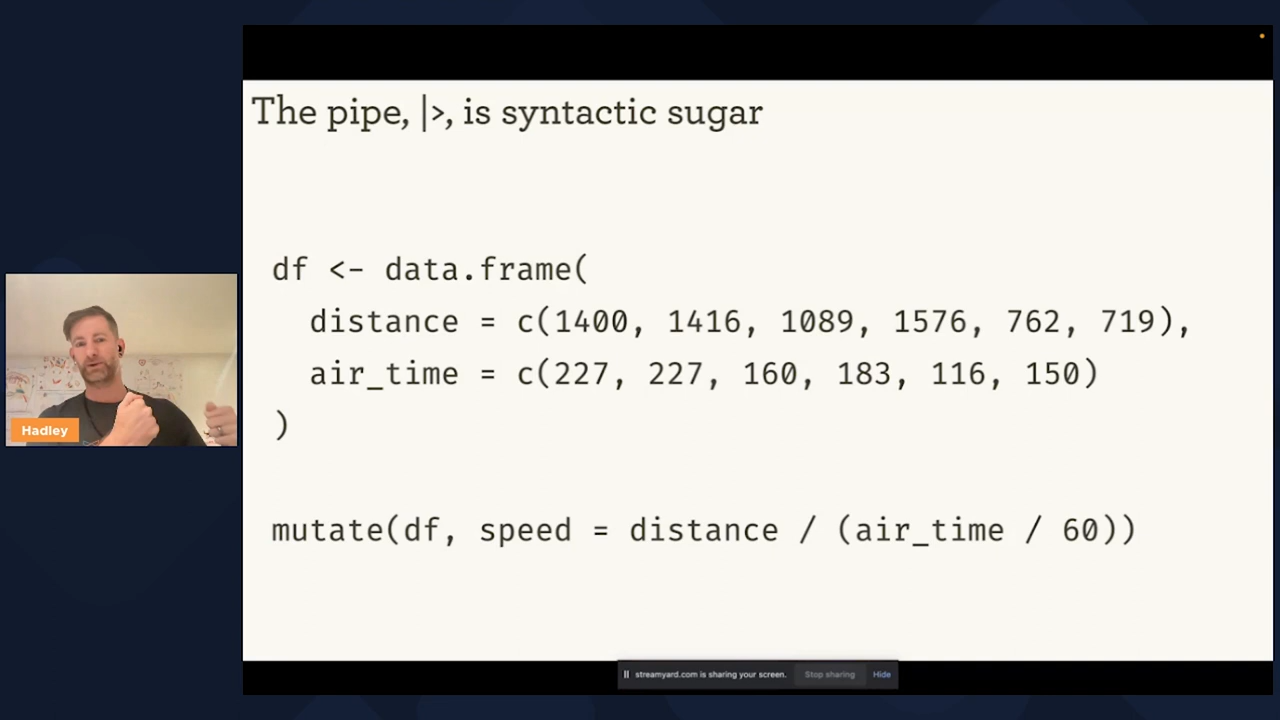 The pipe, |>, is syntactic sugar
df <- data.frame(
  distance = c(1400, 1416, 1089, 1576, 762, 719),
  air_time = c(227, 227, 160, 183, 116, 150)
)
mutate(df, speed = distance / (air_time / 60))
Hadley
streamyard.com is sharing your screen. Stop sharing Hide